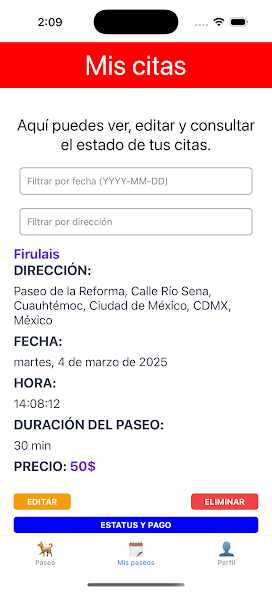 2:09
Mis citas
Aquí puedes ver, editar y consultar
el estado de tus citas.
Filtrar por fecha (YYYY-MM-DD)
Filtrar por dirección
Firulais
DIRECCIÓN:
Paseo de la Reforma, Calle Río Sena,
Cuauhtémoc, Ciudad de México, CDMX,
México
FECHA:
martes, 4 de marzo de 2025
HORA:
14:08:12
DURACIÓN DEL PASEO:
30 min
PRECIO: 50$
EDITAR ELIMINAR
ESTATUS Y PAGO
Paseo Mis paseos Perfil